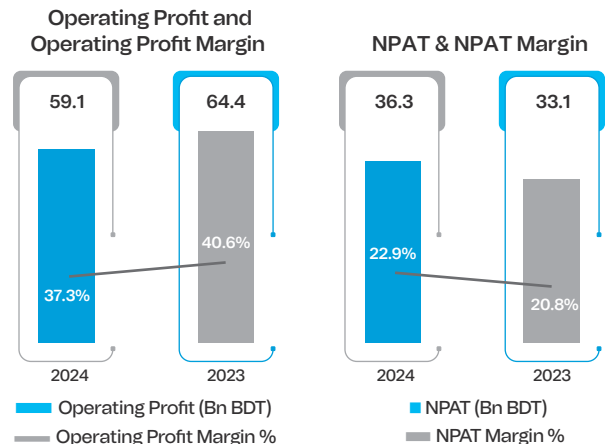 Operating Profit and
Operating Profit Margin
59.1
64.4
40.6%
37.3%
2024
2023
Operating Profit (Bn BDT)
Operating Profit Margin %
NPAT & NPAT Margin
36.3
33.1
22.9%
20.8%
2024
2023
NPAT (Bn BDT)
NPAT Margin %